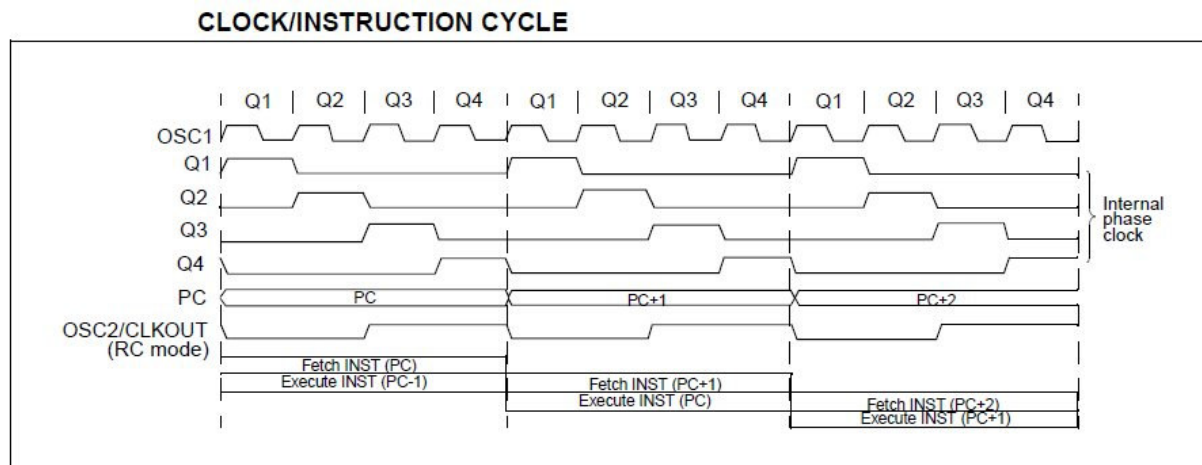 CLOCK/INSTRUCTION CYCLE
Q1 Q2 Q3 Q4 Q1 Q2 Q3 Q4 Q1 Q2 Q3 Q4
OSC1
Q1
Q2
Q3
Q4
Internal
phase
clock
PC PC PC+1 PC+2
OSC2/CLKOUT
(RC mode)
Fetch INST (PC)
Execute INST (PC-1) Fetch INST (PC+1)
Execute INST (PC) Fetch INST (PC+2)
Execute INST (PC+1)